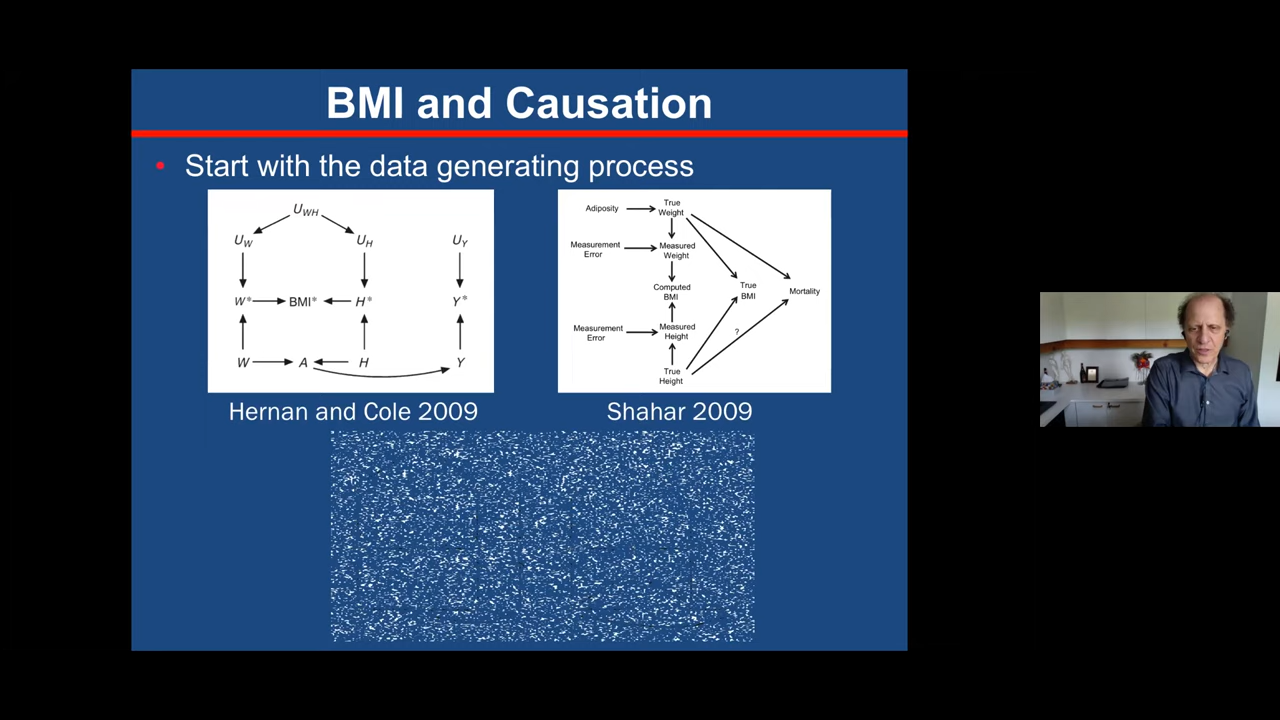 BMI and Causation
• Start with the data generating process
U_WH
U_W U_H U_Y
W* BMI* H* Y*
W A H Y
Hernan and Cole 2009
Adiposity
True
Weight
Measurement
Error
Measured
Weight
Computed
BMI
True
BMI
Mortality
Measurement
Error
Measured
Height
?
True
Height
Shahar 2009